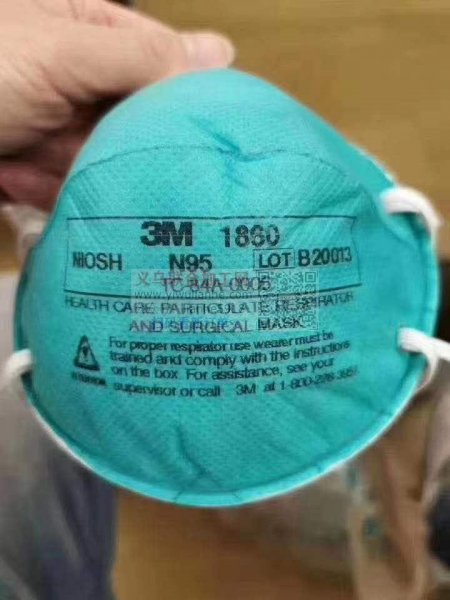 3M 1860
NIOSH N95 LOT B20013
TC 84A-0006
HEALTH CARE PARTICULATE RESPIRATOR
AND SURGICAL MASK
For proper respirator use wearer must be
trained and comply with the instructions
on the box. For assistance, see your
supervisor or call 3M at 1-800-